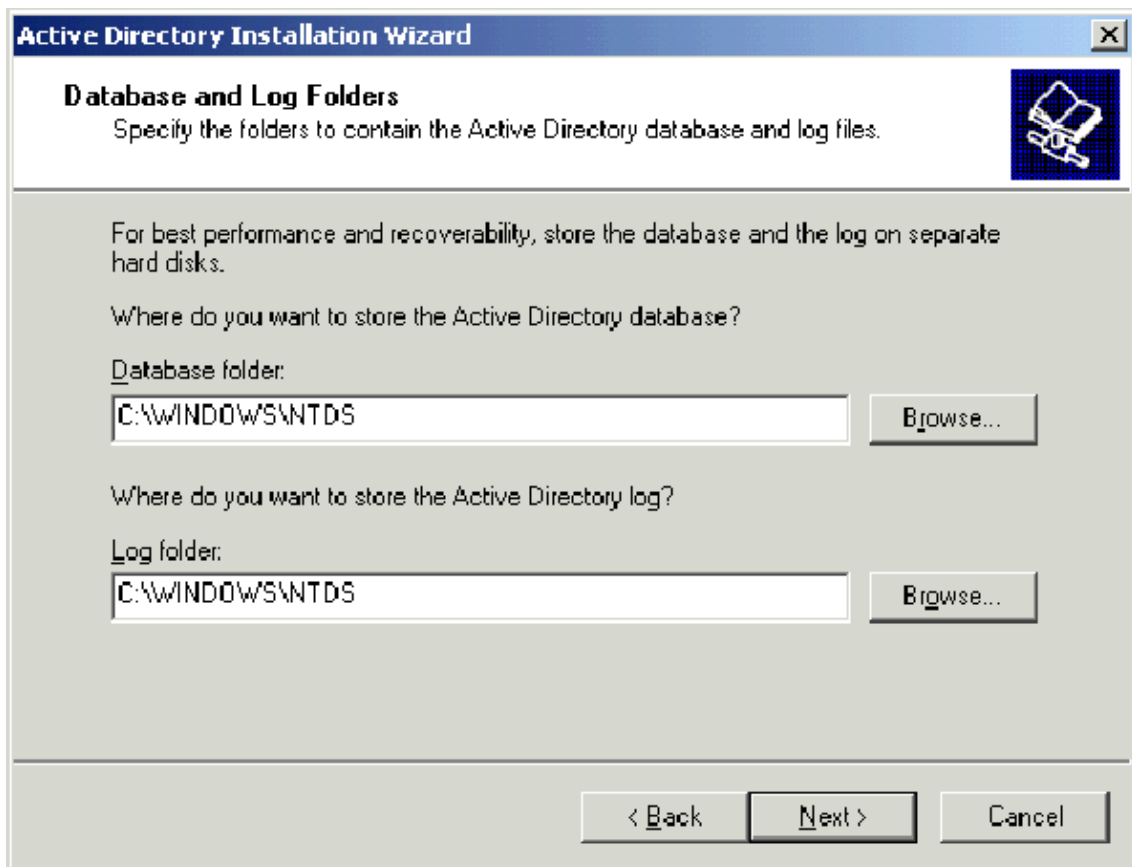 Active Directory Installation Wizard
Database and Log Folders
Specify the folders to contain the Active Directory database and log files.
For best performance and recoverability, store the database and the log on separate
hard disks.
Where do you want to store the Active Directory database?
Database folder:
C:\WINDOWS\NTDS
Browse...
Where do you want to store the Active Directory log?
Log folder:
C:\WINDOWS\NTDS
Browse...
< Back
Next >
Cancel